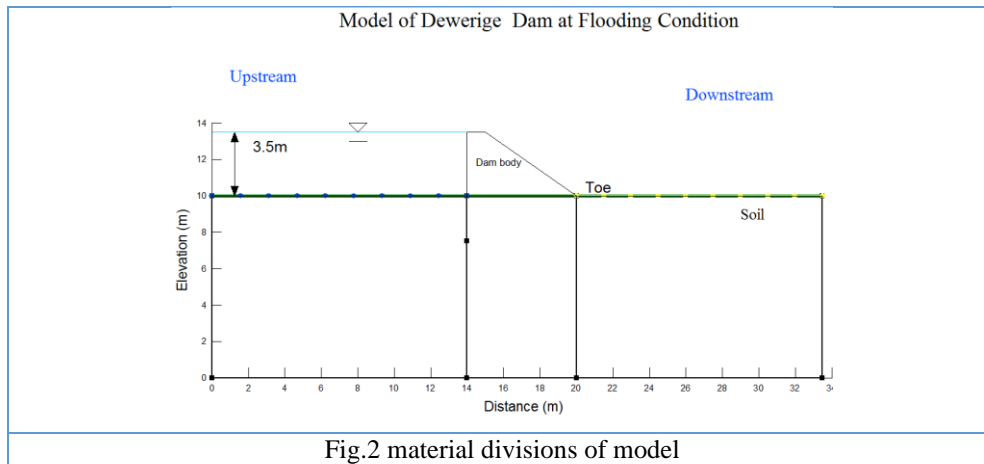 Model of Dewerige Dam at Flooding Condition
Upstream
Downstream
14
3.5m
12
Dam body
10
Toe
Soil
8
Elevation (m)
6
4
2
0
0 2 4 6 8 10 12 14 16 18 20 22 24 26 28 30 32 34
Distance (m)
Fig.2 material divisions of model